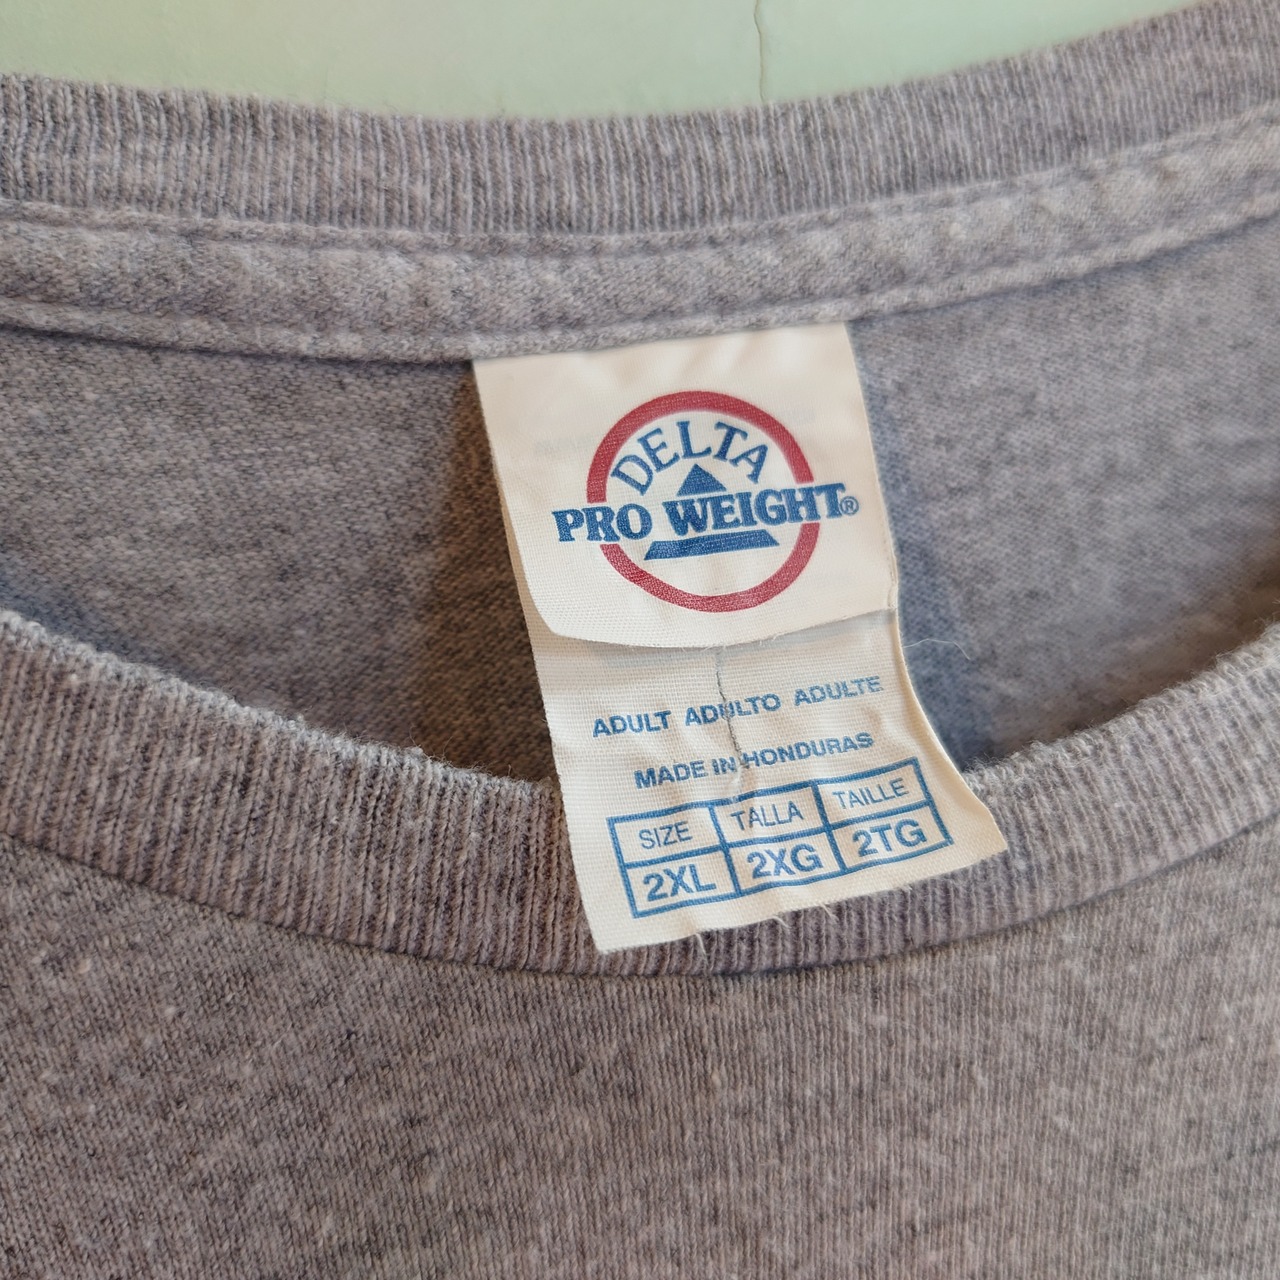 DELTA
PRO WEIGHT®
ADULT ADULTO ADULTE
MADE IN HONDURAS
SIZE TALLA TAILLE
2XL 2XG 2TG